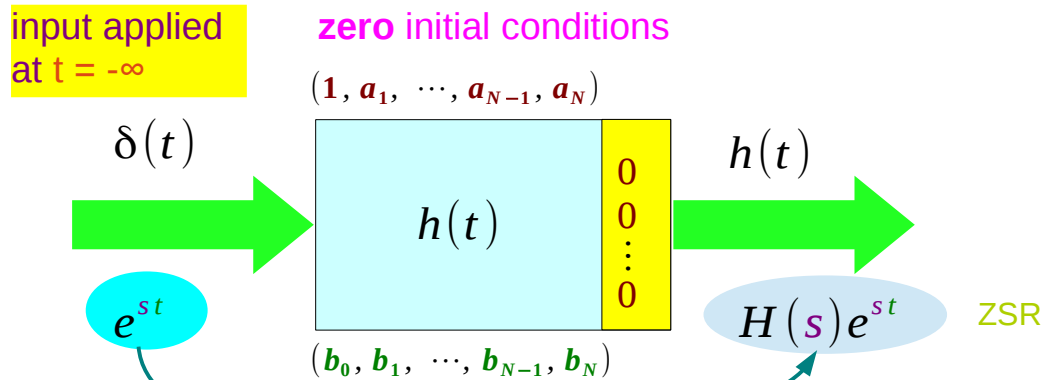 input applied
at t = -∞
zero initial conditions
(1, a₁, ⋯, a_{N−1}, a_N)
δ(t)
h(t)
0
0
⋮
0
h(t)
e^{st}
H(s)e^{st}
ZSR
(b₀, b₁, ⋯, b_{N−1}, b_N)